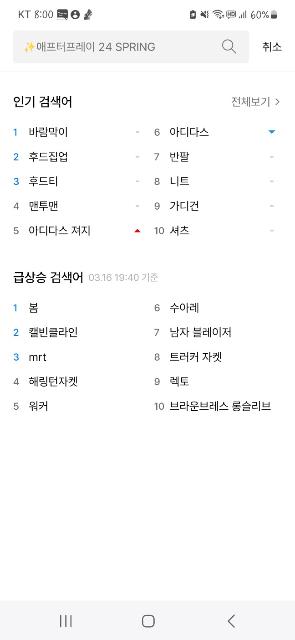 KT 8:00 60%
✨애프터프레이 24 SPRING 취소
인기 검색어 전체보기 >
1 바람막이 - 6 아디다스 ▼
2 후드집업 - 7 반팔 -
3 후드티 - 8 니트 -
4 맨투맨 - 9 가디건 -
5 아디다스 져지 ▲ 10 셔츠 -
급상승 검색어 03.16 19:40 기준
1 봄 6 수아레
2 캘빈클라인 7 남자 블레이저
3 mrt 8 트러커 자켓
4 해링턴자켓 9 렉토
5 워커 10 브라운브레스 롱슬리브